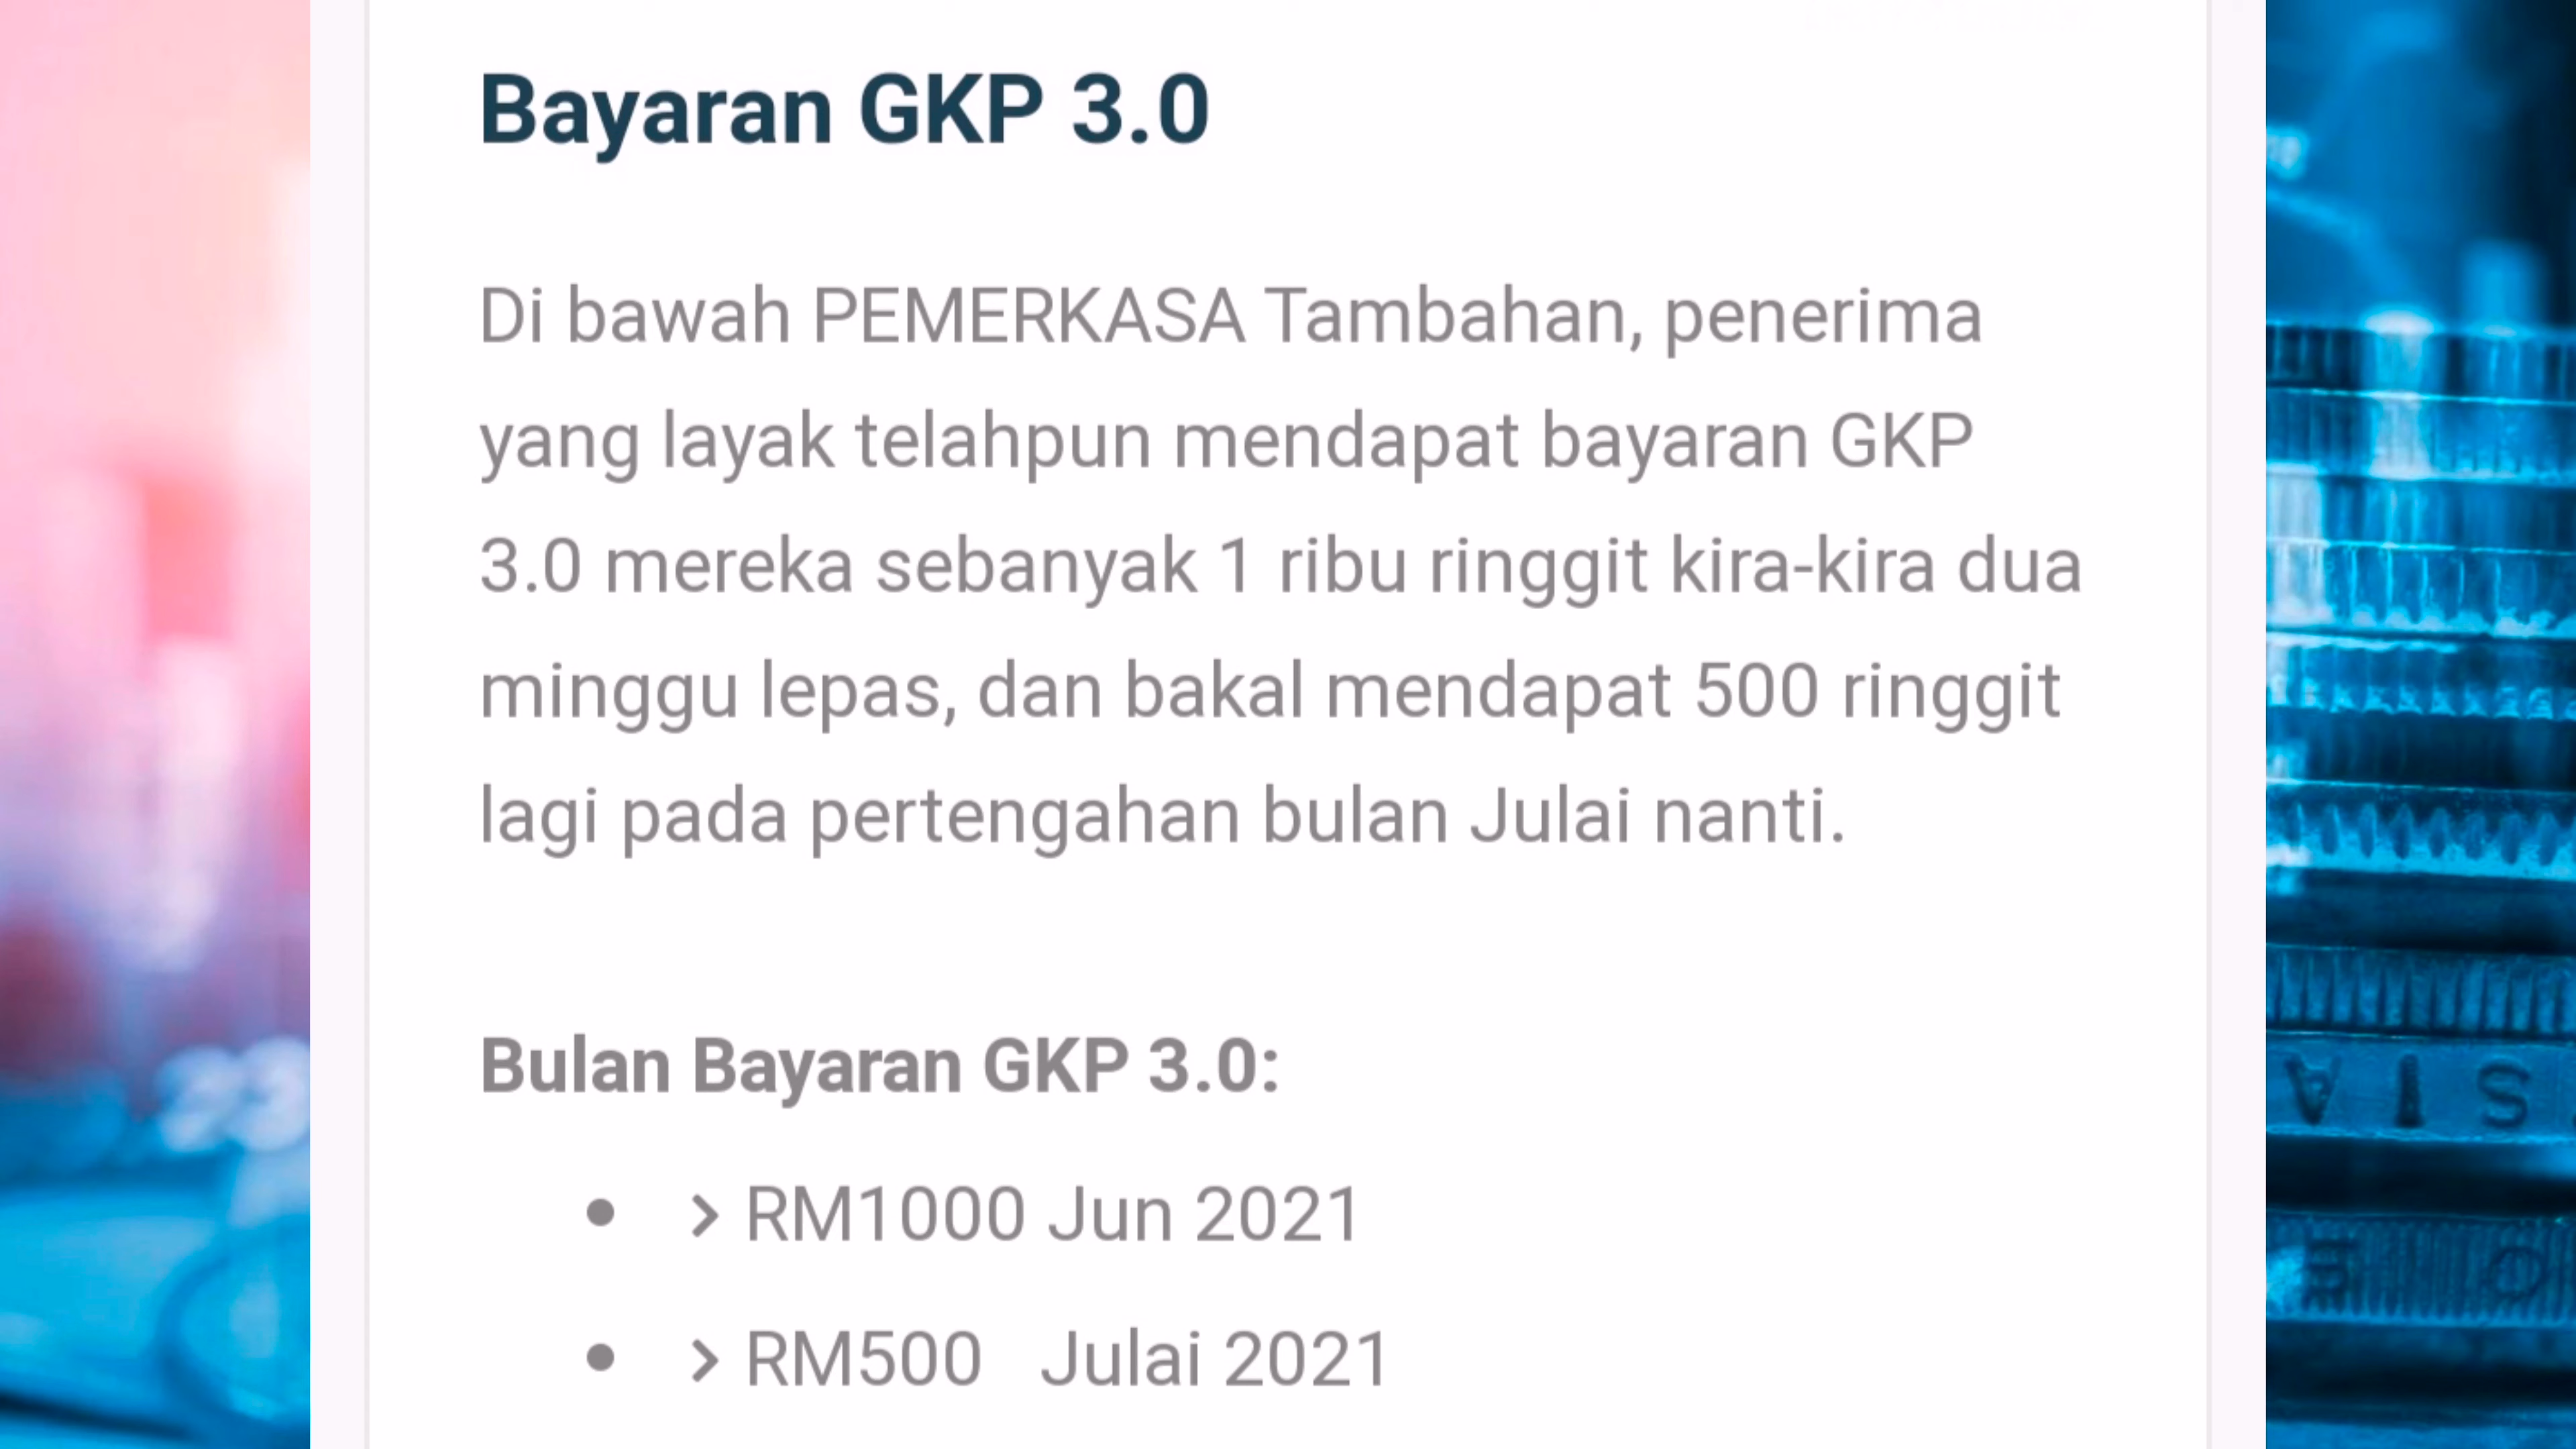 Bayaran GKP 3.0
Di bawah PEMERKASA Tambahan, penerima
yang layak telahpun mendapat bayaran GKP
3.0 mereka sebanyak 1 ribu ringgit kira-kira dua
minggu lepas, dan bakal mendapat 500 ringgit
lagi pada pertengahan bulan Julai nanti.
Bulan Bayaran GKP 3.0:
• > RM1000 Jun 2021
• > RM500 Julai 2021